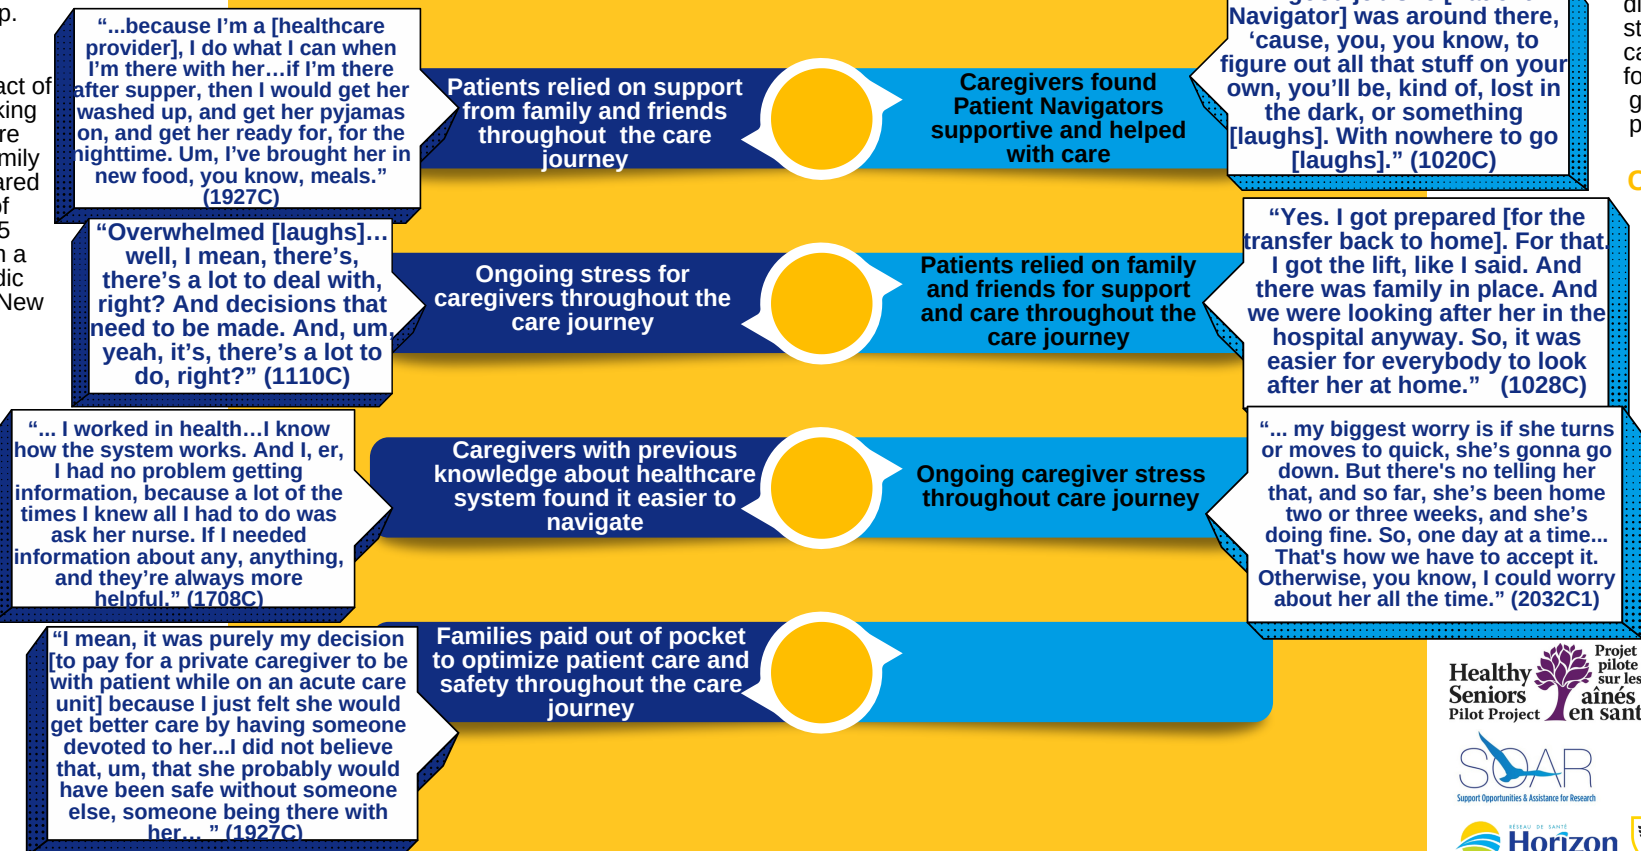 p.
act of
king
re
mily
ared
of
5
n a
dic
New
“...because I’m a [healthcare
provider], I do what I can when
I’m there with her…if I’m there
after supper, then I would get her
washed up, and get her pyjamas
on, and get her ready for, for the
nighttime. Um, I’ve brought her in
new food, you know, meals.”
(1927C)
“Overwhelmed [laughs]…
well, I mean, there’s,
there’s a lot to deal with,
right? And decisions that
need to be made. And, um,
yeah, it’s, there’s a lot to
do, right?” (1110C)
“... I worked in health…I know
how the system works. And I, er,
I had no problem getting
information, because a lot of the
times I knew all I had to do was
ask her nurse. If I needed
information about any, anything,
and they’re always more
helpful.” (1708C)
“I mean, it was purely my decision
[to pay for a private caregiver to be
with patient while on an acute care
unit] because I just felt she would
get better care by having someone
devoted to her...I did not believe
that, um, that she probably would
have been safe without someone
else, someone being there with
her… ” (1927C)
Patients relied on support
from family and friends
throughout the care
journey
Ongoing stress for
caregivers throughout the
care journey
Caregivers with previous
knowledge about healthcare
system found it easier to
navigate
Families paid out of pocket
to optimize patient care and
safety throughout the care
journey
Caregivers found
Patient Navigators
supportive and helped
with care
Patients relied on family
and friends for support
and care throughout the
care journey
Ongoing caregiver stress
throughout care journey
Navigator] was around there,
‘cause, you, you know, to
figure out all that stuff on your
own, you’ll be, kind of, lost in
the dark, or something
[laughs]. With nowhere to go
[laughs].” (1020C)
“Yes. I got prepared [for the
transfer back to home]. For that.
I got the lift, like I said. And
there was family in place. And
we were looking after her in the
hospital anyway. So, it was
easier for everybody to look
after her at home.” (1028C)
“... my biggest worry is if she turns
or moves to quick, she’s gonna go
down. But there's no telling her
that, and so far, she’s been home
two or three weeks, and she’s
doing fine. So, one day at a time...
That's how we have to accept it.
Otherwise, you know, I could worry
about her all the time.” (2032C1)
di
st
ca
fo
g
p
Healthy
Seniors
Pilot Project
Projet
pilote
sur les
aînés
en sant
SOAR
Support Opportunities & Assistance for Research
RÉSEAU DE SANTÉ
Horizon